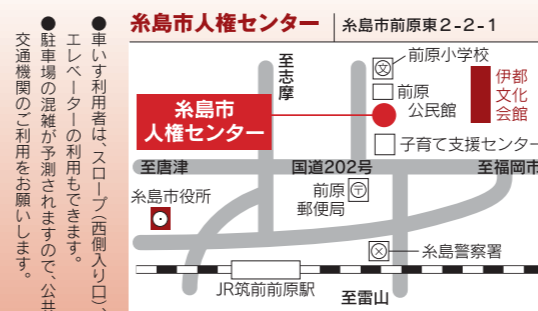 糸島市人権センター
糸島市前原東2-2-1
至志摩
前原小学校
前原
公民館
伊都
文化
会館
糸島市
人権センター
子育て支援センター
至唐津
国道202号
至福岡市
糸島市役所
前原
郵便局
糸島警察署
JR筑前前原駅
至雷山
●車いす利用者は、スロープ(西側入り口)、
エレベーターの利用もできます。
●駐車場の混雑が予測されますので、公共
交通機関のご利用をお願いします。